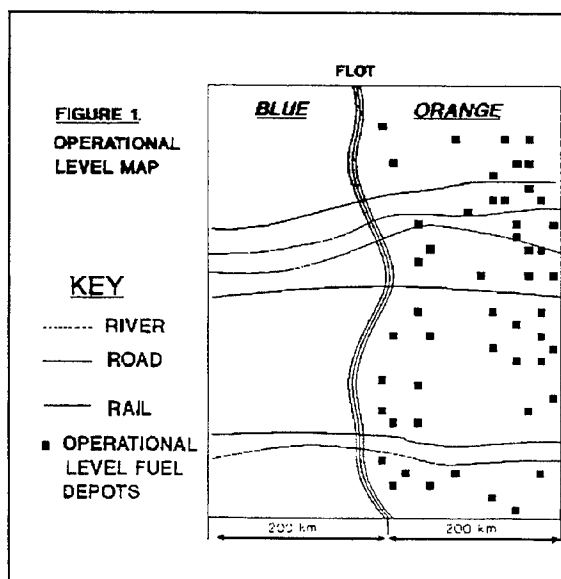 FLOT
FIGURE 1.
OPERATIONAL
LEVEL MAP
BLUE
ORANGE
KEY
RIVER
ROAD
RAIL
OPERATIONAL
LEVEL FUEL
DEPOTS
200 km
200 km